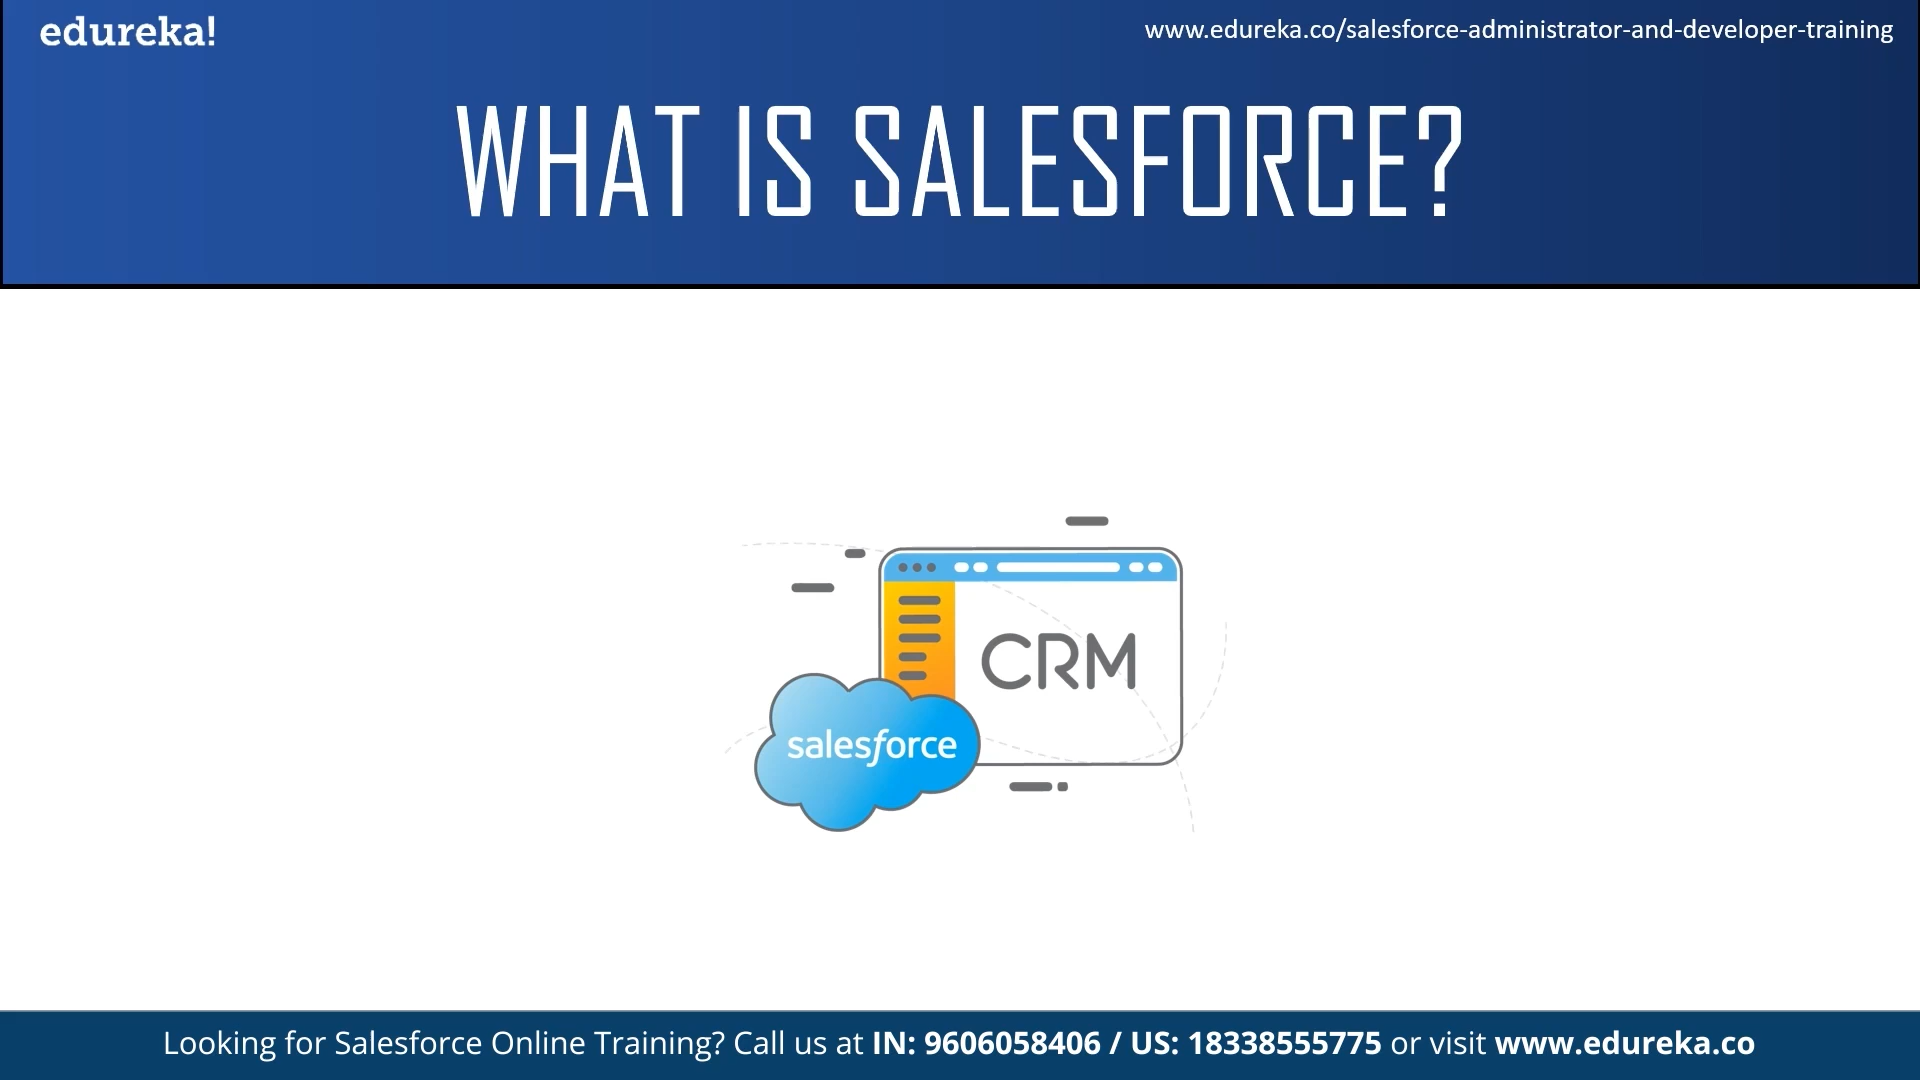 edureka!
www.edureka.co/salesforce-administrator-and-developer-training
WHAT IS SALESFORCE?
CRM
salesforce
Looking for Salesforce Online Training? Call us at IN: 9606058406 / US: 18338555775 or visit www.edureka.co